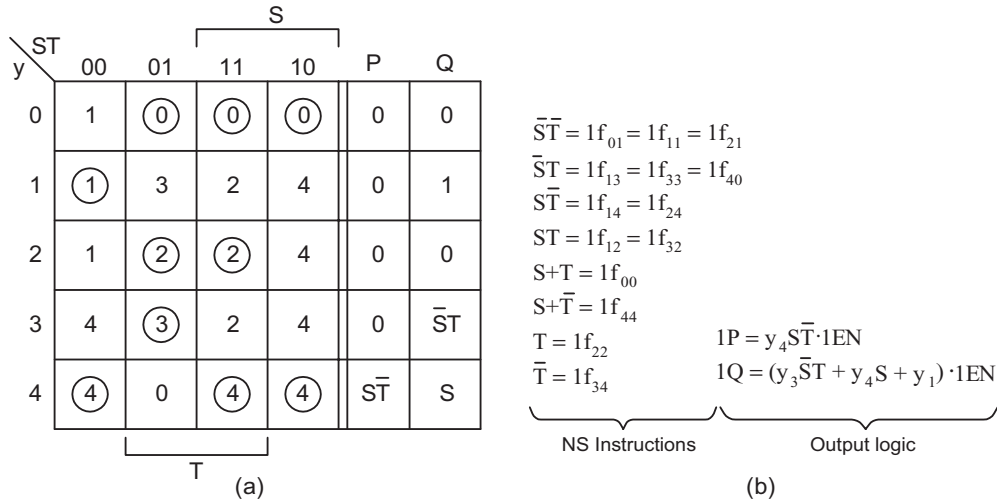 S
ST
y 00 01 11 10 P Q
0 1 0 0 0 0 0
1 1 3 2 4 0 1
2 1 2 2 4 0 0
3 4 3 2 4 0 S̄T
4 4 0 4 4 ST̄ S
T
(a)
S̄T̄ = 1f₀₁ = 1f₁₁ = 1f₂₁
S̄T = 1f₁₃ = 1f₃₃ = 1f₄₀
ST̄ = 1f₁₄ = 1f₂₄
ST = 1f₁₂ = 1f₃₂
S+T = 1f₀₀
S+T̄ = 1f₄₄
T = 1f₂₂
T̄ = 1f₃₄
1P = y₄ST̄·1EN
1Q = (y₃S̄T + y₄S + y₁) ·1EN
NS Instructions
Output logic
(b)